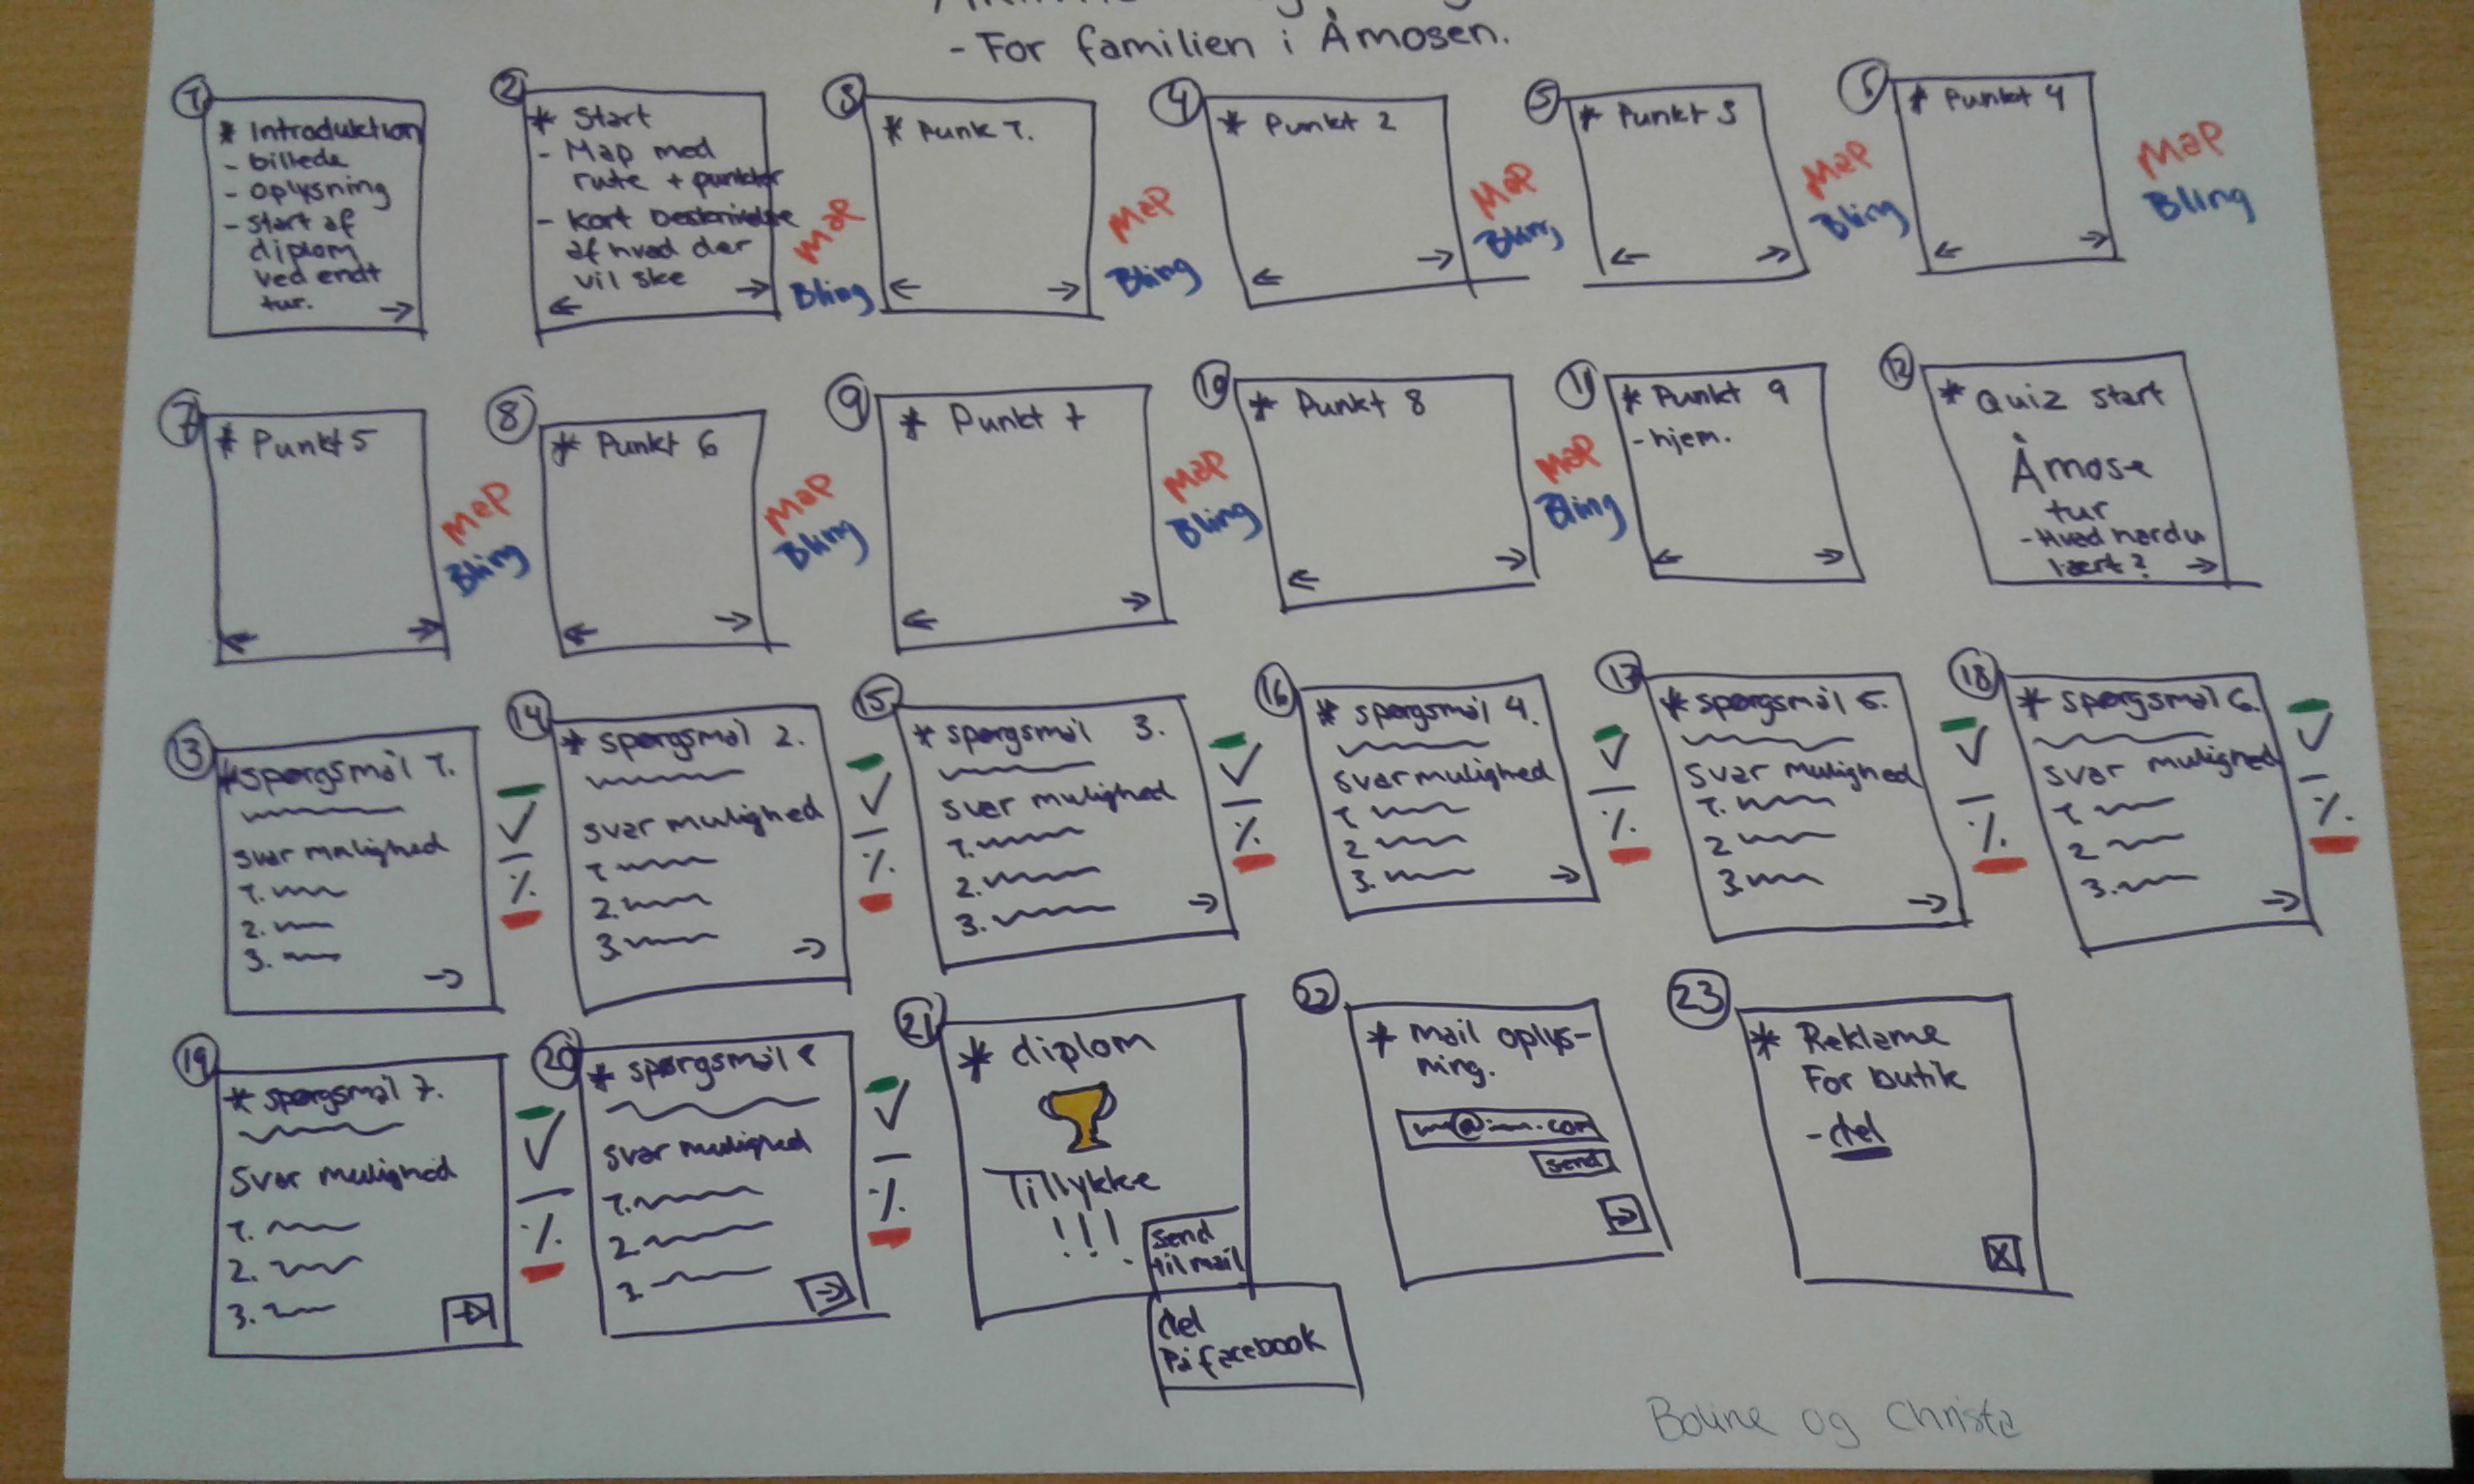 - For familien i Åmosen.
1
* Introduktion
- billede
- Oplysning
- Start af
diplom
ved endt
tur.
→
2
* Start
- Map med
rute + punkter
- Kort beskrivelse
af hvad der
vil ske
← →
Map
Bling
3
* Punk 1.
← →
Map
Bling
4
* Punkt 2
← →
Map
Bling
5
* Punkt 3
← →
Map
Bling
6
* Punkt 4
← →
Map
Bling
7
* Punkt 5
← →
Map
Bling
8
* Punkt 6
← →
Map
Bling
9
* Punkt 7
← →
Map
Bling
10
* Punkt 8
← →
Map
Bling
11
* Punkt 9
- hjem.
← →
12
* Quiz start
Åmose
tur
- Hvad har du
lært?
→
13
* spørgsmål 1.
svar mulighed
1.
2.
3.
→
✓
٪
14
* spørgsmål 2.
svar mulighed
1
2.
3.
→
✓
٪
15
* spørgsmål 3.
svar mulighed
1.
2.
3.
→
✓
٪
16
* spørgsmål 4.
svar mulighed
1
2
3.
→
✓
٪
17
* spørgsmål 5.
svar mulighed
1.
2
3.
→
✓
٪
18
* spørgsmål 6.
svar mulighed
1
2
3.
→
✓
٪
19
* spørgsmål 7.
Svar mulighed
1.
2.
3.
→
✓
٪
20
* spørgsmål 8
svar mulighed
1.
2
3.
→
✓
٪
21
* diplom
Tillykke
!!!
send
til mail
del
På facebook
22
* Mail oplys-
ning.
@ .com
send
→
23
* Reklame
For butik
- del
X
Boline og Christa